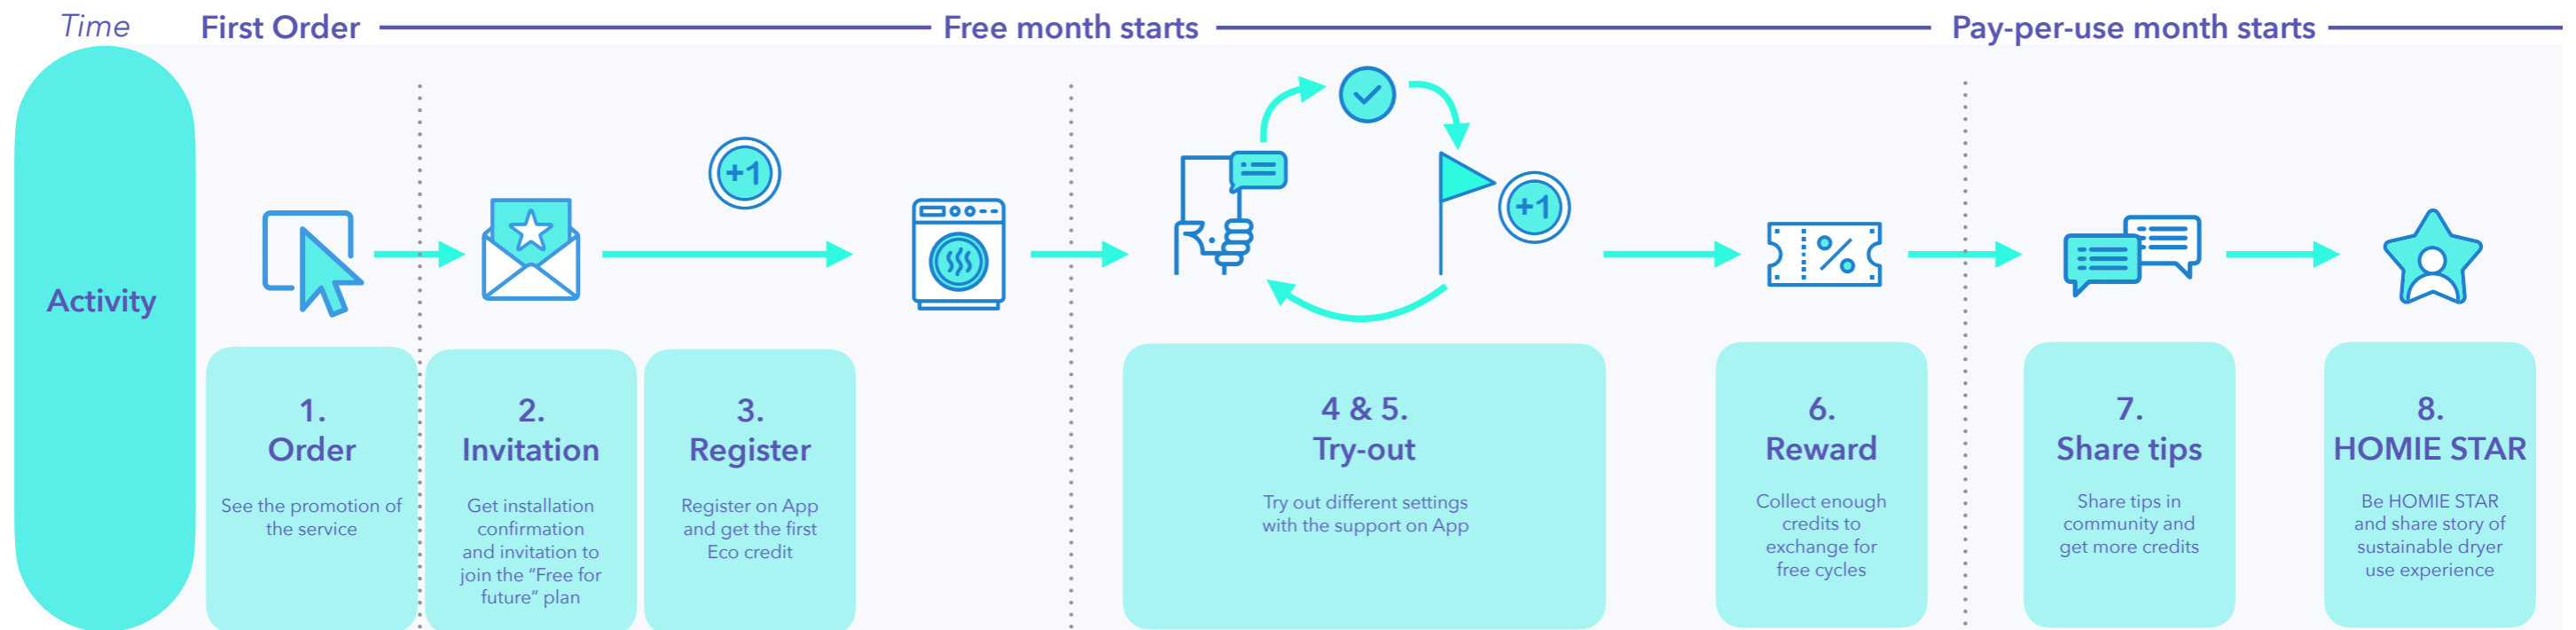 Time
First Order
Free month starts
Pay-per-use month starts
Activity
+1
+1
1.
Order
See the promotion of
the service
2.
Invitation
Get installation
confirmation
and invitation to
join the “Free for
future” plan
3.
Register
Register on App
and get the first
Eco credit
4 & 5.
Try-out
Try out different settings
with the support on App
6.
Reward
Collect enough
credits to
exchange for
free cycles
7.
Share tips
Share tips in
community and
get more credits
8.
HOMIE STAR
Be HOMIE STAR
and share story of
sustainable dryer
use experience